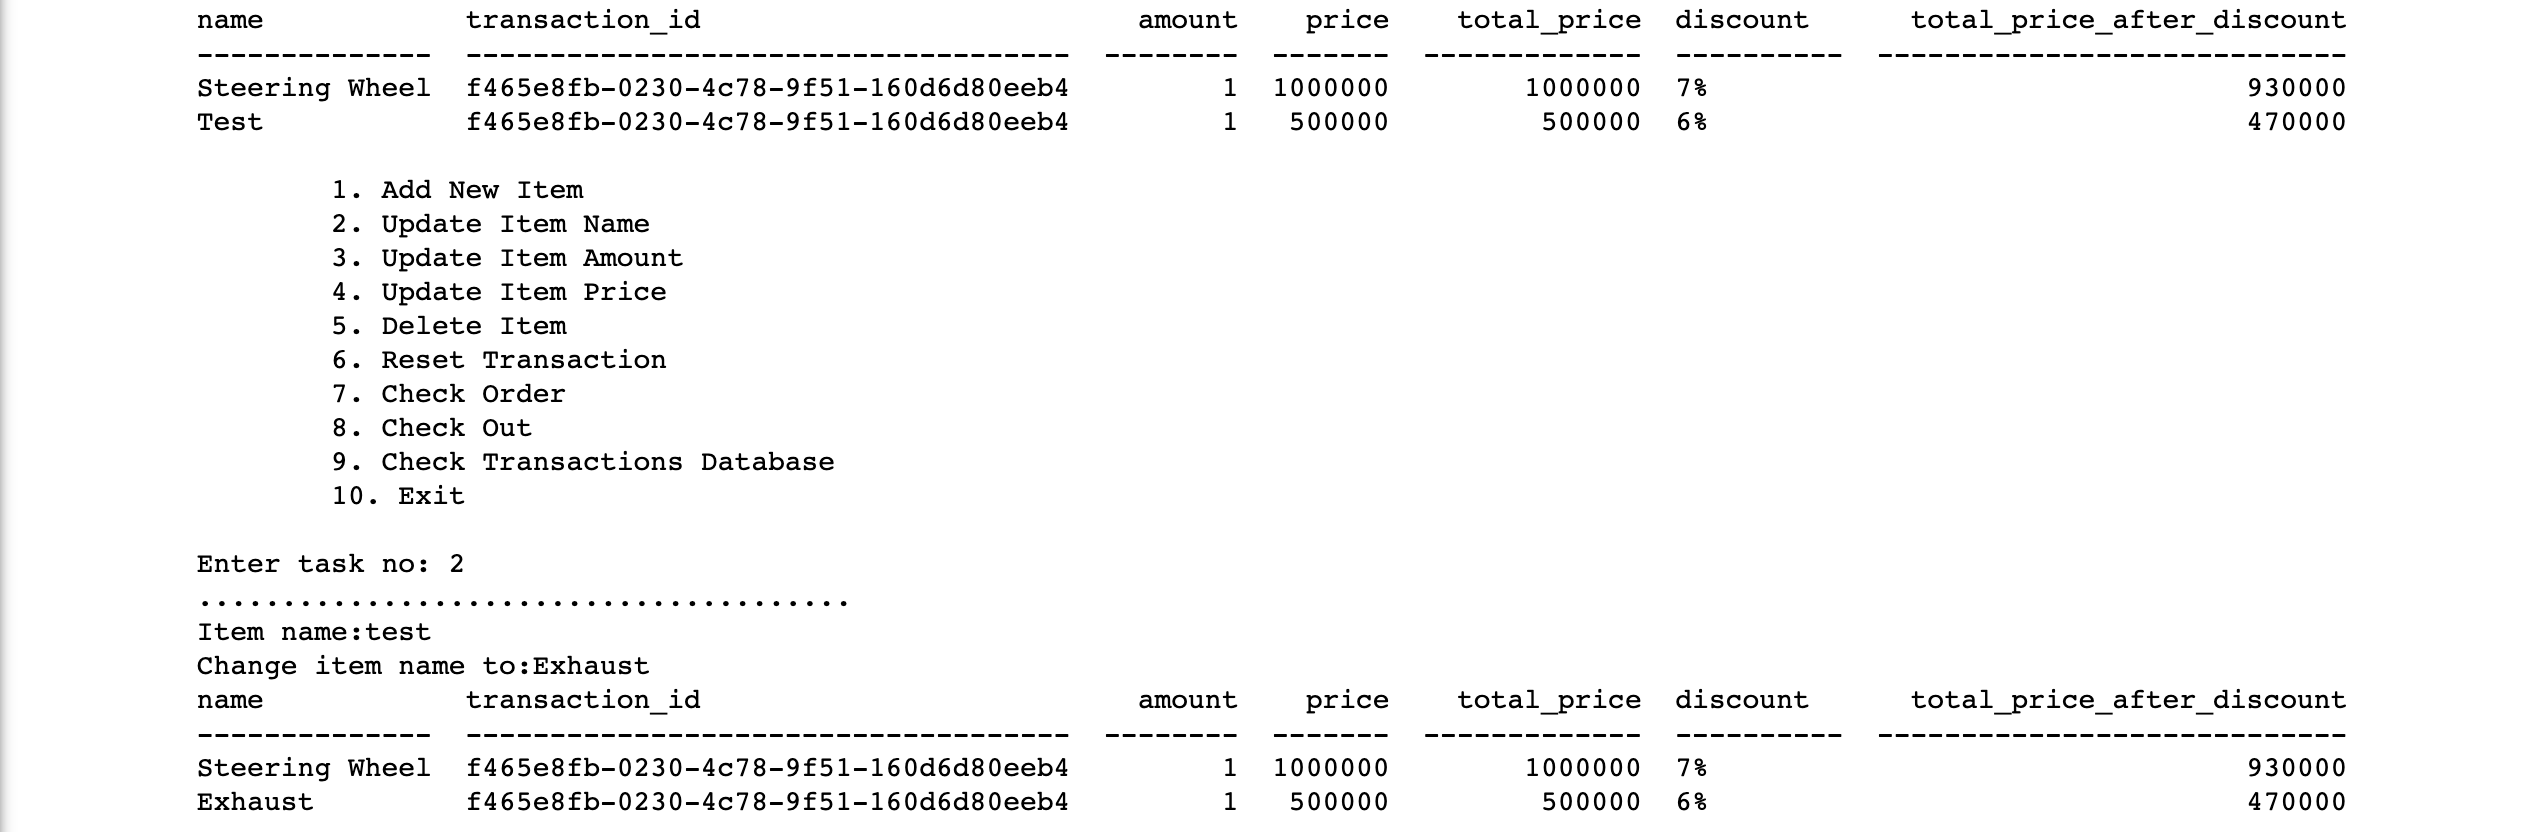 name transaction_id amount price total_price discount total_price_after_discount
-------------- ------------------------------------ -------- ------- ------------- ---------- ----------------------------
Steering Wheel f465e8fb-0230-4c78-9f51-160d6d80eeb4 1 1000000 1000000 7% 930000
Test f465e8fb-0230-4c78-9f51-160d6d80eeb4 1 500000 500000 6% 470000
1. Add New Item
2. Update Item Name
3. Update Item Amount
4. Update Item Price
5. Delete Item
6. Reset Transaction
7. Check Order
8. Check Out
9. Check Transactions Database
10. Exit
Enter task no: 2
.......................................
Item name:test
Change item name to:Exhaust
name transaction_id amount price total_price discount total_price_after_discount
-------------- ------------------------------------ -------- ------- ------------- ---------- ----------------------------
Steering Wheel f465e8fb-0230-4c78-9f51-160d6d80eeb4 1 1000000 1000000 7% 930000
Exhaust f465e8fb-0230-4c78-9f51-160d6d80eeb4 1 500000 500000 6% 470000